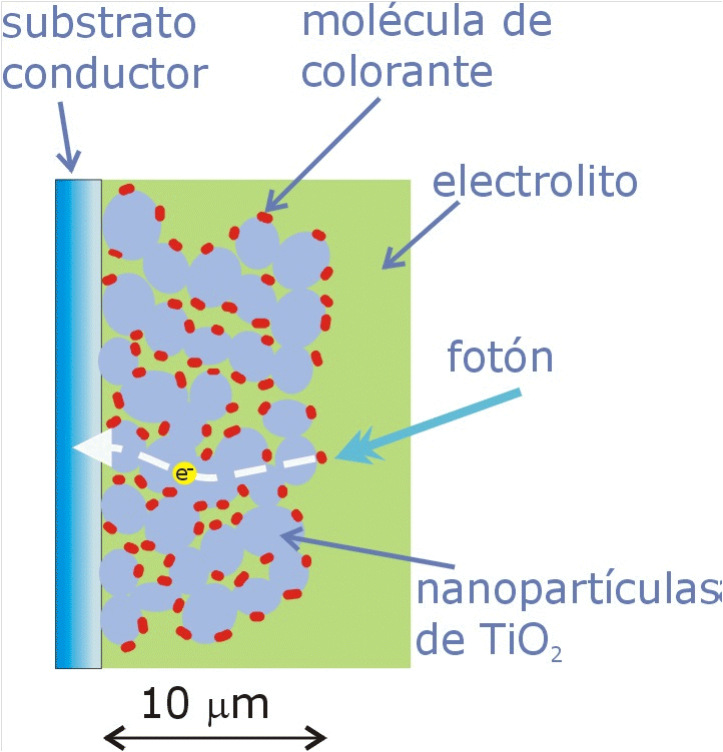 substrato
conductor
molécula de
colorante
electrolito
fotón
e⁻
nanopartículas
de TiO₂
10 μm